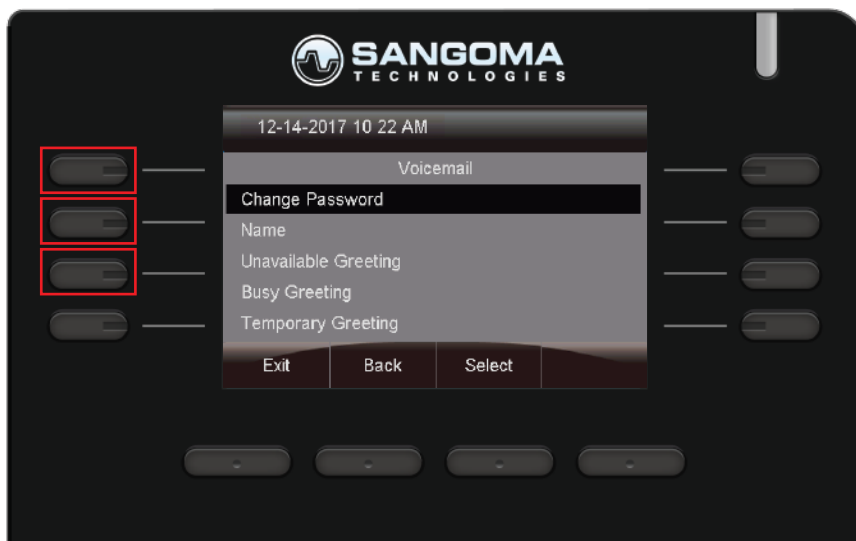 SANGOMA
TECHNOLOGIES
12-14-2017 10 22 AM
Voicemail
Change Password
Name
Unavailable Greeting
Busy Greeting
Temporary Greeting
Exit Back Select